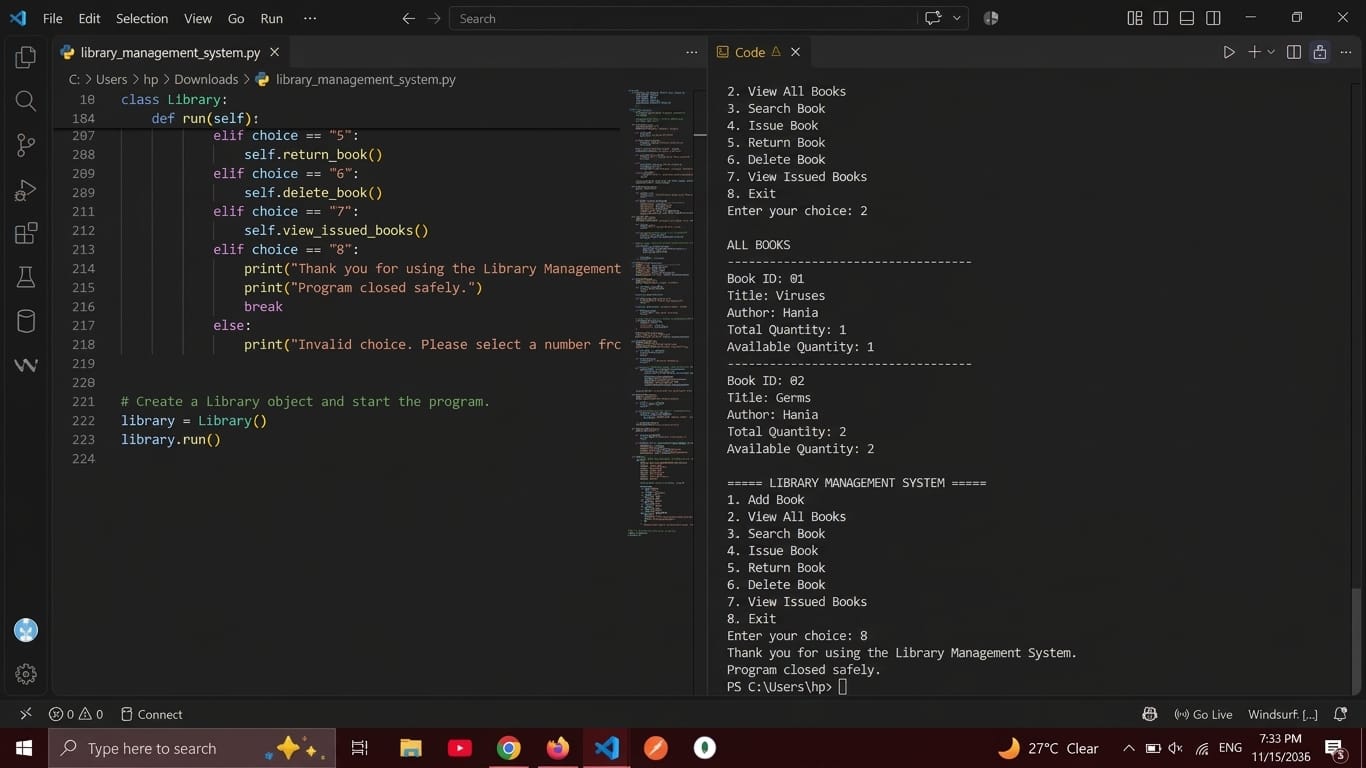 File Edit Selection View Go Run ··· Search
library_management_system.py
C: > Users > hp > Downloads > library_management_system.py
10 class Library:
184 def run(self):
207 elif choice == "5":
208 self.return_book()
209 elif choice == "6":
289 self.delete_book()
211 elif choice == "7":
212 self.view_issued_books()
213 elif choice == "8":
214 print("Thank you for using the Library Management
215 print("Program closed safely.")
216 break
217 else:
218 print("Invalid choice. Please select a number frc
219
220
221 # Create a Library object and start the program.
222 library = Library()
223 library.run()
224
Code
2. View All Books
3. Search Book
4. Issue Book
5. Return Book
6. Delete Book
7. View Issued Books
8. Exit
Enter your choice: 2
ALL BOOKS
-----------------------------------
Book ID: 01
Title: Viruses
Author: Hania
Total Quantity: 1
Available Quantity: 1
-----------------------------------
Book ID: 02
Title: Germs
Author: Hania
Total Quantity: 2
Available Quantity: 2
===== LIBRARY MANAGEMENT SYSTEM =====
1. Add Book
2. View All Books
3. Search Book
4. Issue Book
5. Return Book
6. Delete Book
7. View Issued Books
8. Exit
Enter your choice: 8
Thank you for using the Library Management System.
Program closed safely.
PS C:\Users\hp>
0 0 Connect
Go Live Windsurf: [...]
Type here to search
27°C Clear ENG
7:33 PM
11/15/2036
3